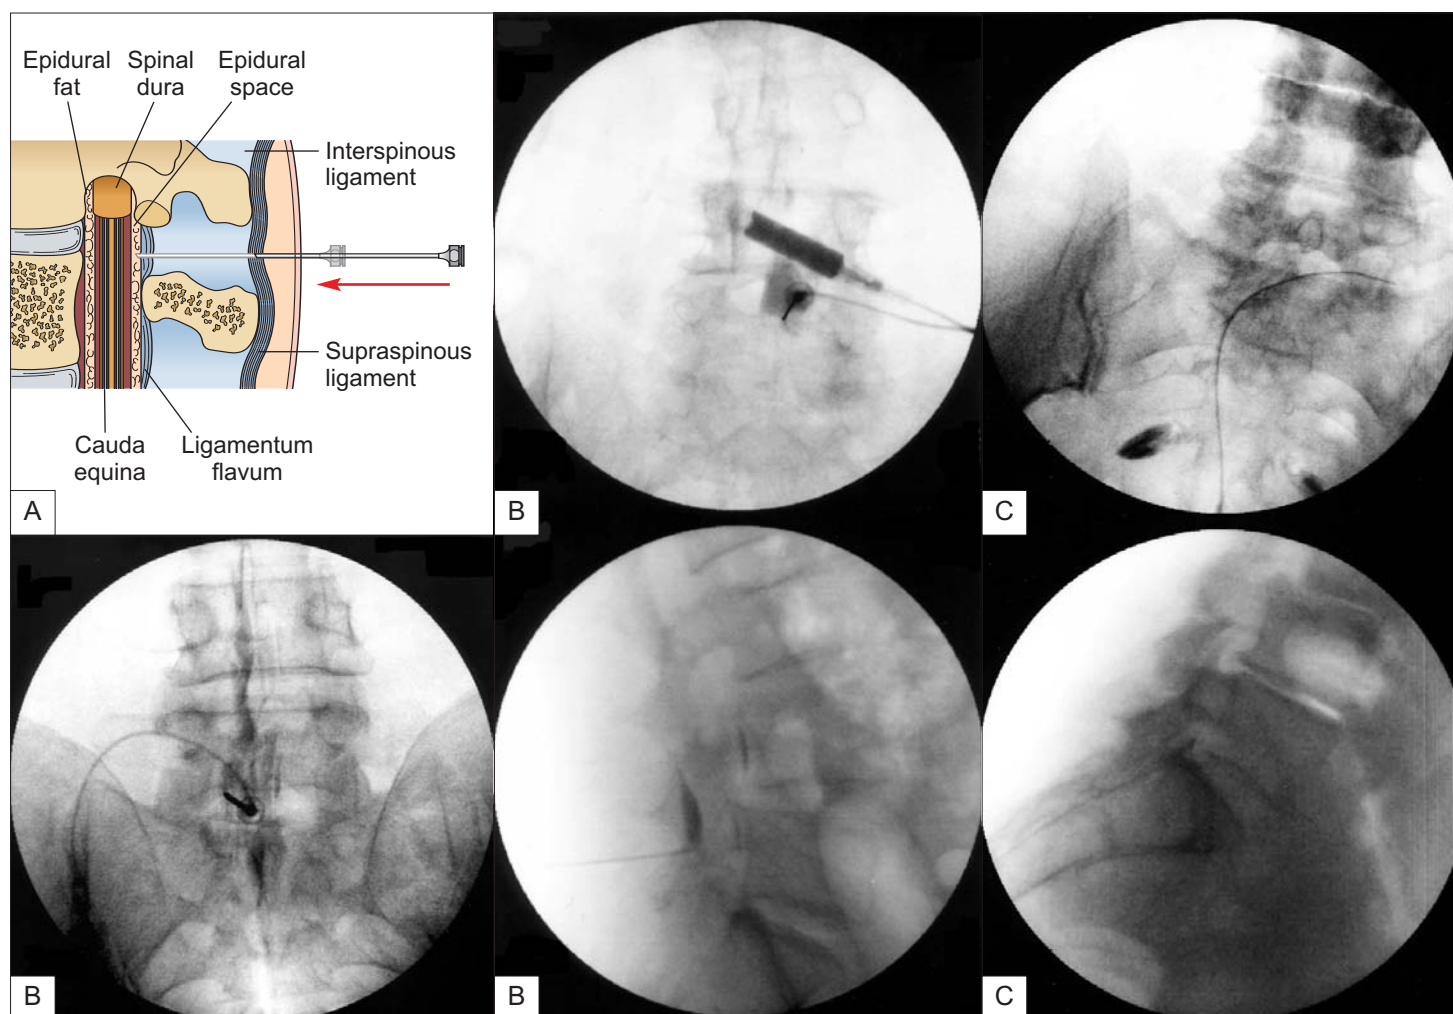 Epidural
fat
Spinal
dura
Epidural
space
Interspinous
ligament
Supraspinous
ligament
Cauda
equina
Ligamentum
flavum
A
B
C
B
B
C